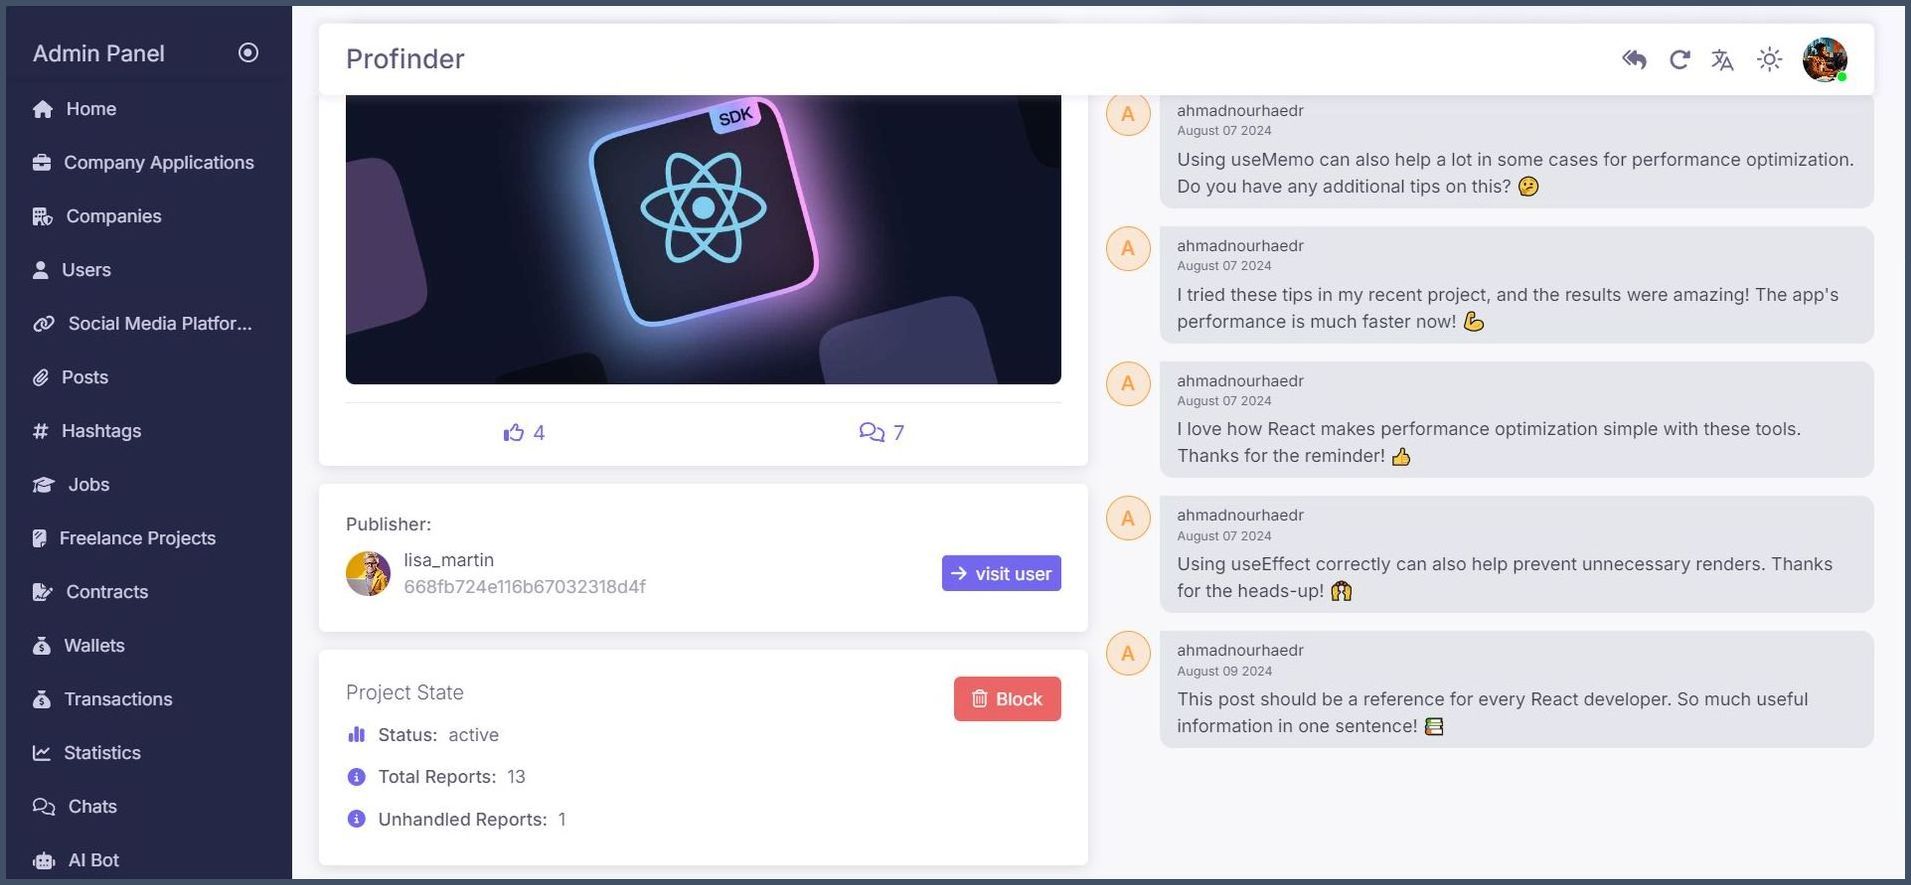 Admin Panel
Home
Company Applications
Companies
Users
Social Media Platfor...
Posts
Hashtags
Jobs
Freelance Projects
Contracts
Wallets
Transactions
Statistics
Chats
AI Bot
Profinder
SDK
4
7
Publisher:
lisa_martin
668fb724e116b67032318d4f
visit user
Project State
Block
Status: active
Total Reports: 13
Unhandled Reports: 1
A
ahmadnourhaedr
August 07 2024
Using useMemo can also help a lot in some cases for performance optimization.
Do you have any additional tips on this? 🫤
A
ahmadnourhaedr
August 07 2024
I tried these tips in my recent project, and the results were amazing! The app's
performance is much faster now! 💪
A
ahmadnourhaedr
August 07 2024
I love how React makes performance optimization simple with these tools.
Thanks for the reminder! 👍
A
ahmadnourhaedr
August 07 2024
Using useEffect correctly can also help prevent unnecessary renders. Thanks
for the heads-up! 🙌
A
ahmadnourhaedr
August 09 2024
This post should be a reference for every React developer. So much useful
information in one sentence! 📚